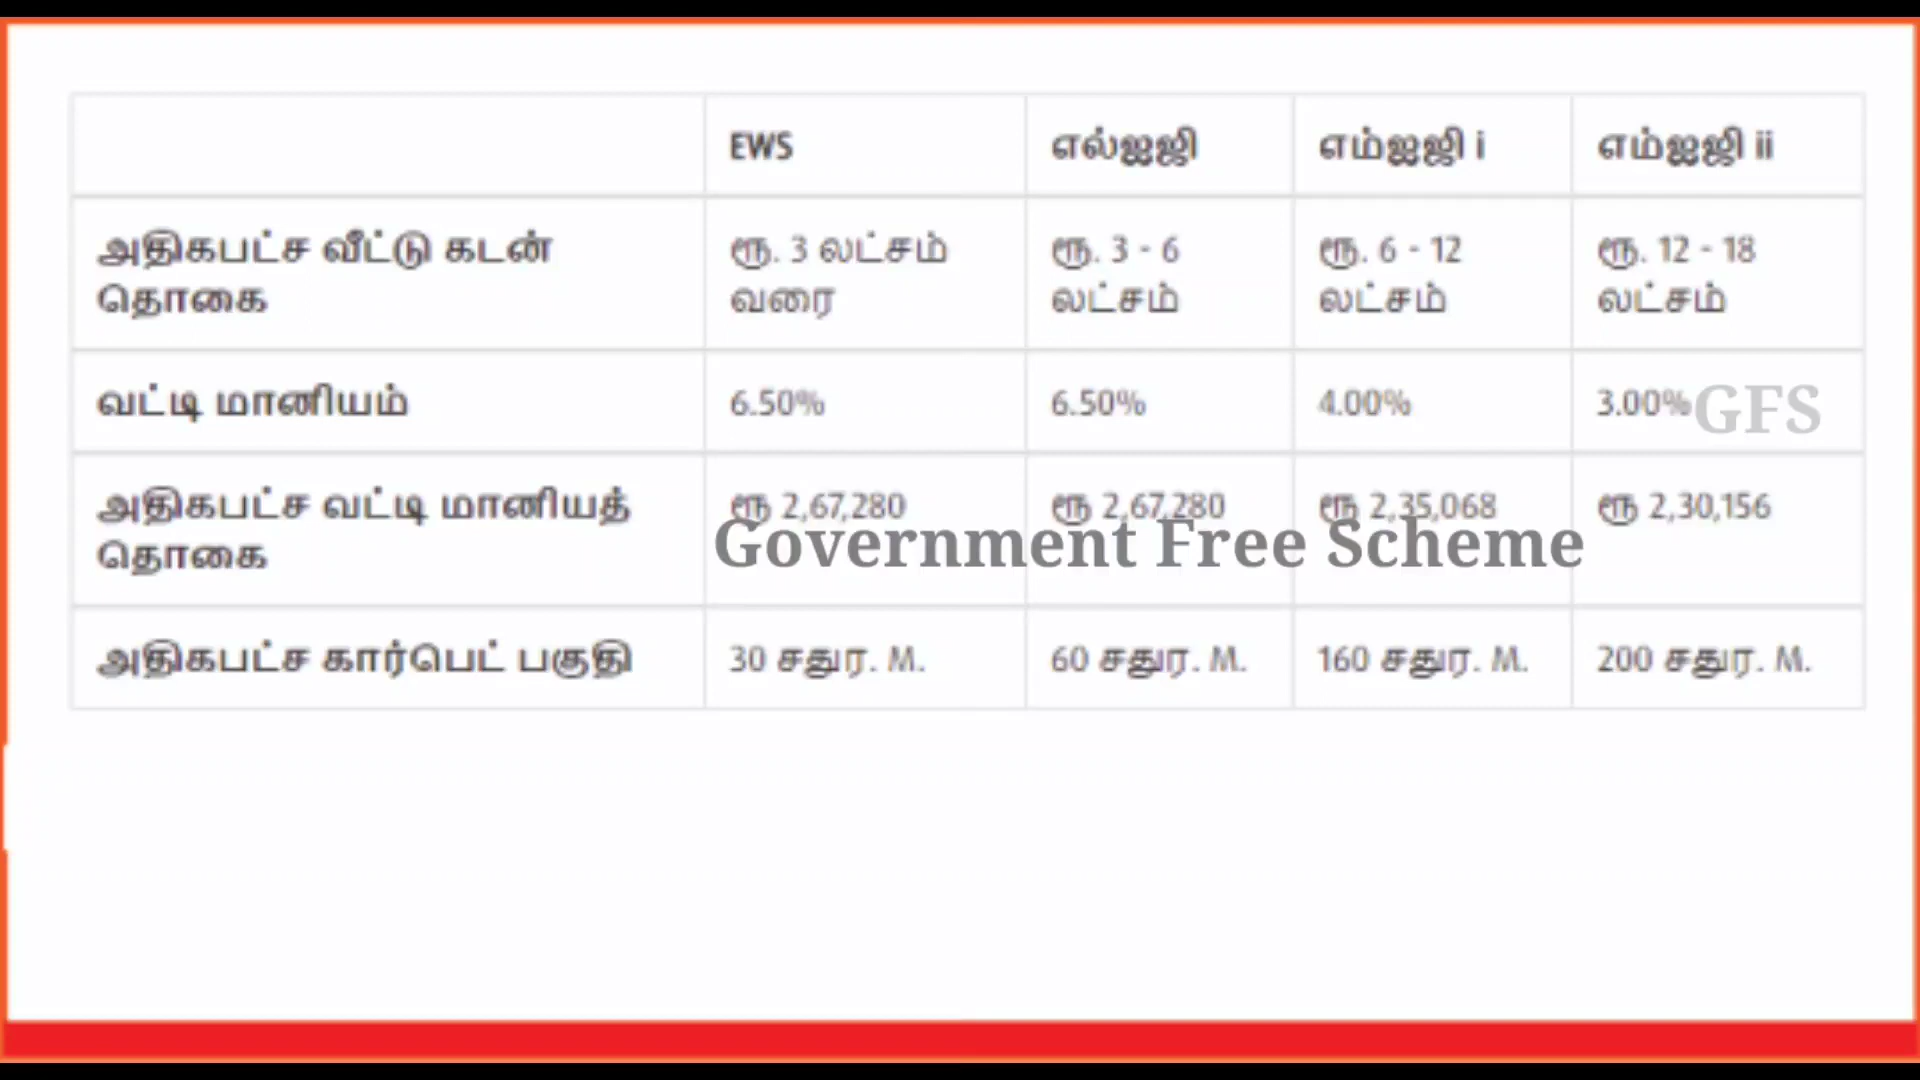 EWS எல்ஐஜி எம்ஐஜி i எம்ஐஜி ii
அதிகபட்ச வீட்டு கடன் ரூ. 3 லட்சம் ரூ. 3 - 6 ரூ. 6 - 12 ரூ. 12 - 18
தொகை வரை லட்சம் லட்சம் லட்சம்
வட்டி மானியம் 6.50% 6.50% 4.00% 3.00% GFS
அதிகபட்ச வட்டி மானியத் ரூ 2,67,280 ரூ 2,67,280 ரூ 2,35,068 ரூ 2,30,156
தொகை
Government Free Scheme
அதிகபட்ச கார்பெட் பகுதி 30 சதுர. M. 60 சதுர. M. 160 சதுர. M. 200 சதுர. M.